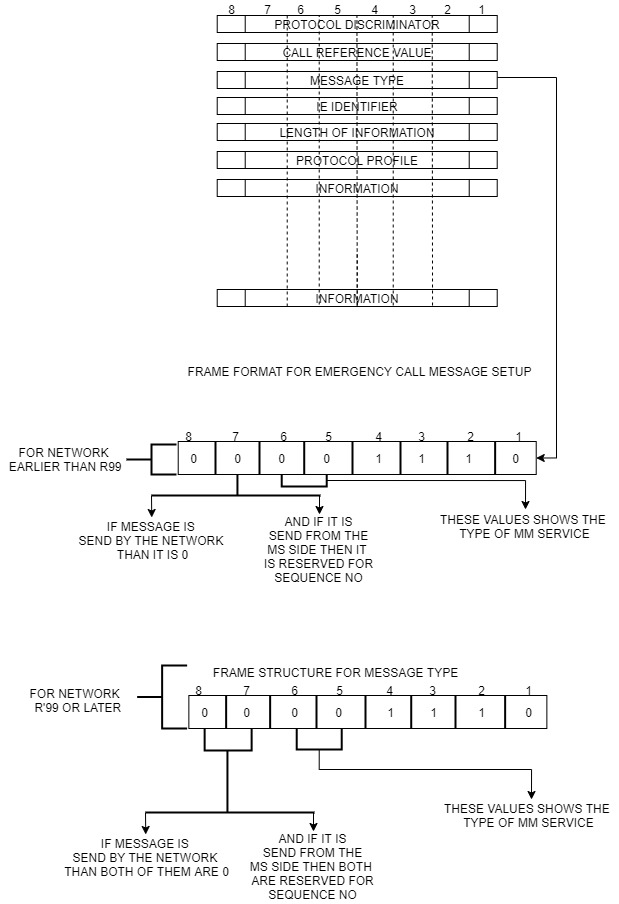 8 7 6 5 4 3 2 1
PROTOCOL DISCRIMINATOR
CALL REFERENCE VALUE
MESSAGE TYPE
IE IDENTIFIER
LENGTH OF INFORMATION
PROTOCOL PROFILE
INFORMATION
INFORMATION
FRAME FORMAT FOR EMERGENCY CALL MESSAGE SETUP
8 7 6 5 4 3 2 1
FOR NETWORK
EARLIER THAN R99
0 0 0 0 1 1 1 0
IF MESSAGE IS
SEND BY THE NETWORK
THAN IT IS 0
AND IF IT IS
SEND FROM THE
MS SIDE THEN IT
IS RESERVED FOR
SEQUENCE NO
THESE VALUES SHOWS THE
TYPE OF MM SERVICE
FRAME STRUCTURE FOR MESSAGE TYPE
8 7 6 5 4 3 2 1
FOR NETWORK
R'99 OR LATER
0 0 0 0 1 1 1 0
THESE VALUES SHOWS THE
TYPE OF MM SERVICE
IF MESSAGE IS
SEND BY THE NETWORK
THAN BOTH OF THEM ARE 0
AND IF IT IS
SEND FROM THE
MS SIDE THEN BOTH
ARE RESERVED FOR
SEQUENCE NO